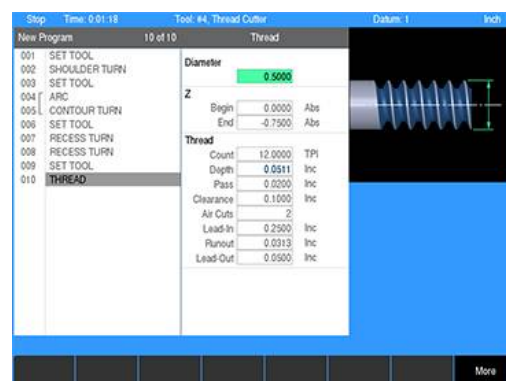 Stop Time: 0:01:18 Tool: #4, Thread Cutter Datum: 1 Inch
New Program 10 of 10 Thread
001 SET TOOL
002 SHOULDER TURN
003 SET TOOL
004 ARC
005 CONTOUR TURN
006 SET TOOL
007 RECESS TURN
008 RECESS TURN
009 SET TOOL
010 THREAD
Diameter
0.5000
Z
Begin 0.0000 Abs
End -0.7500 Abs
Thread
Count 12.0000 TPI
Depth 0.0511 Inc
Pass 0.0200 Inc
Clearance 0.1000 Inc
Air Cuts 2
Lead-In 0.2500 Inc
Runout 0.0313 Inc
Lead-Out 0.0500 Inc
More